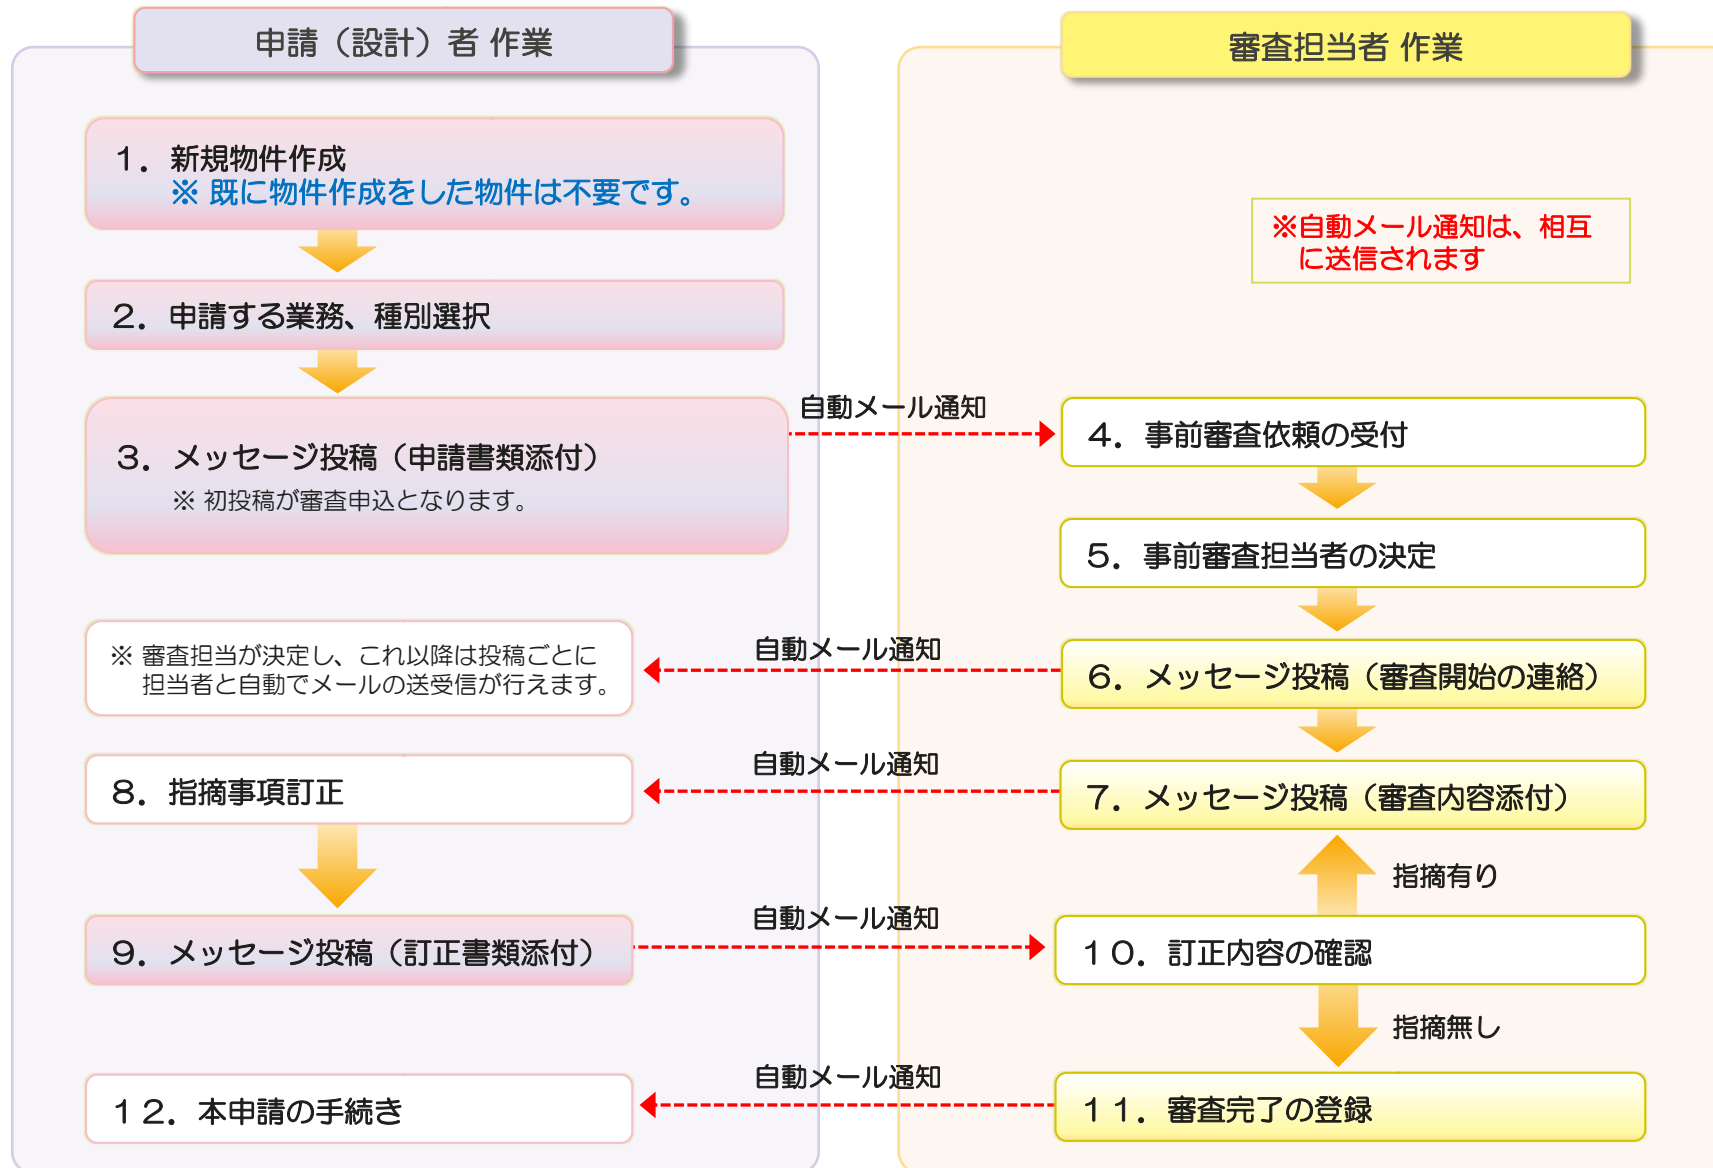 申請（設計）者 作業
審査担当者 作業
１．新規物件作成
※ 既に物件作成をした物件は不要です。
※自動メール通知は、相互
に送信されます
２．申請する業務、種別選択
３．メッセージ投稿（申請書類添付）
※ 初投稿が審査申込となります。
自動メール通知
４．事前審査依頼の受付
５．事前審査担当者の決定
自動メール通知
６．メッセージ投稿（審査開始の連絡）
※ 審査担当が決定し、これ以降は投稿ごとに
担当者と自動でメールの送受信が行えます。
自動メール通知
７．メッセージ投稿（審査内容添付）
８．指摘事項訂正
指摘有り
９．メッセージ投稿（訂正書類添付）
自動メール通知
１０．訂正内容の確認
指摘無し
自動メール通知
１１．審査完了の登録
１２．本申請の手続き